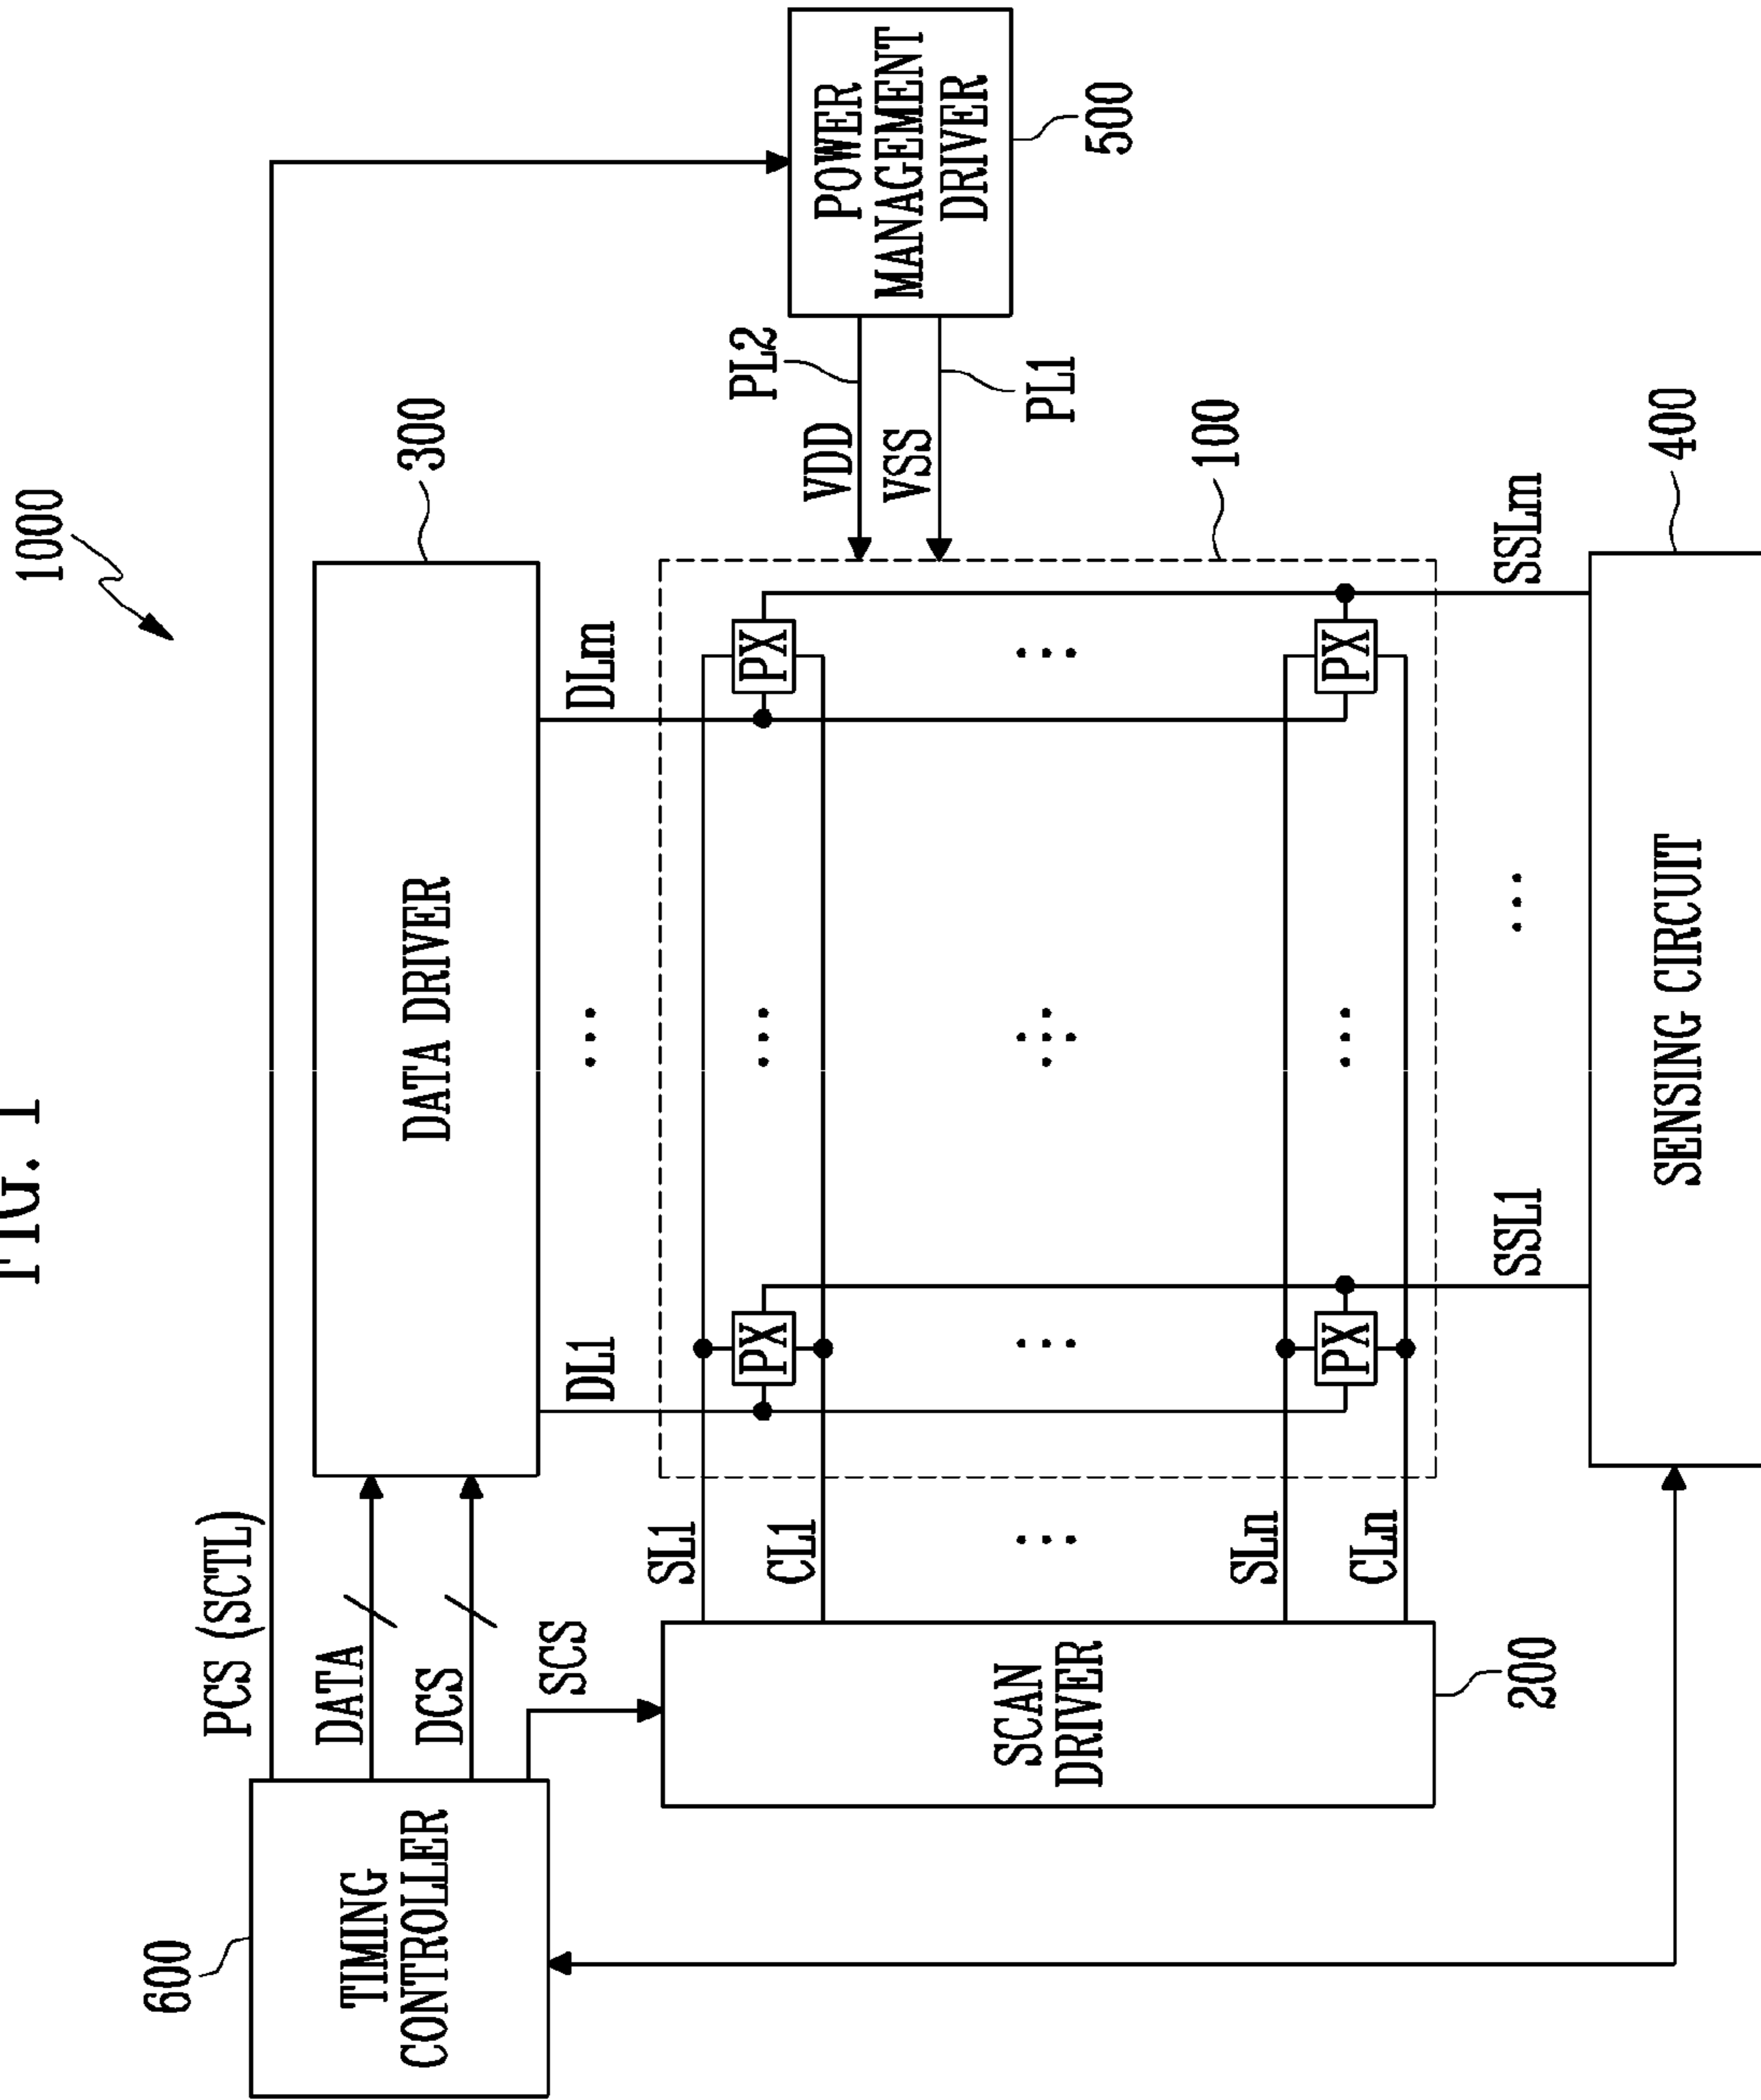 FIG. 1
1000
600
TIMING
CONTROLLER
PCS (SCTL)
DATA
DCS
SCS
300
DATA DRIVER
DL1
...
DLm
POWER
MANAGEMENT
DRIVER
500
PL2
VDD
VSS
PL1
100
SL1
CL1
...
SLn
CLn
PX
...
PX
...
...
...
PX
...
PX
SCAN
DRIVER
200
SSL1
...
SSLm
400
SENSING CIRCUIT